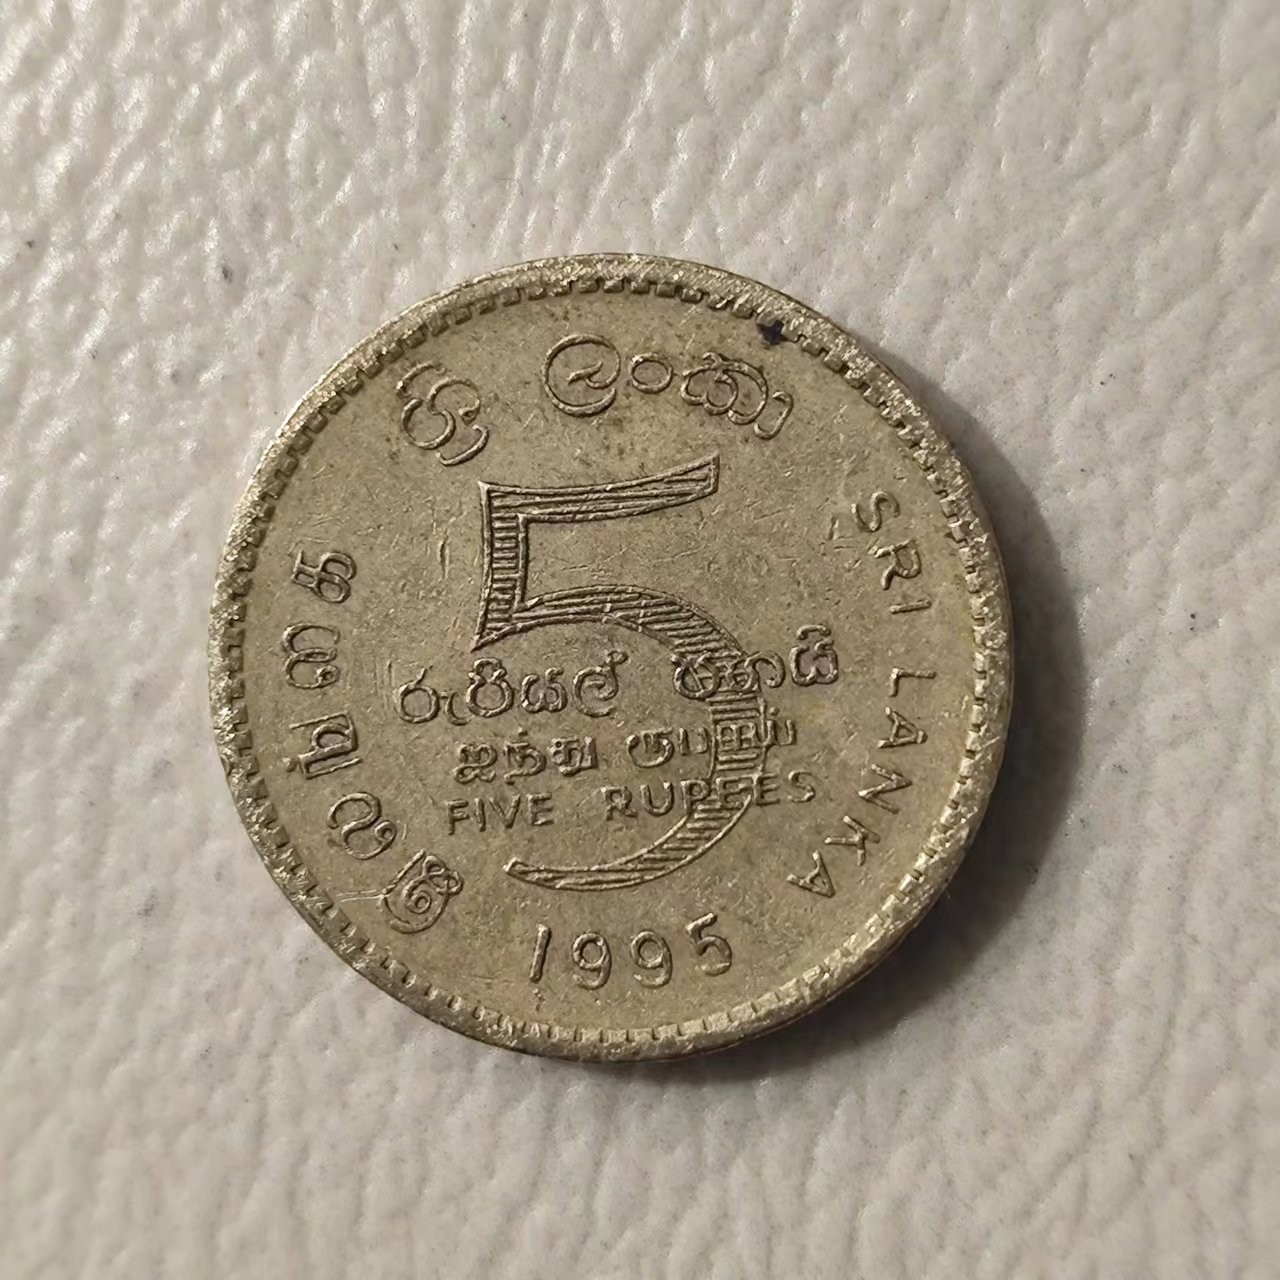 ශ්‍රී ලංකා
SRI LANKA
இலங்கை
5
රුපියල් පහයි
ஐந்து ரூபாய்
FIVE RUPEES
1995